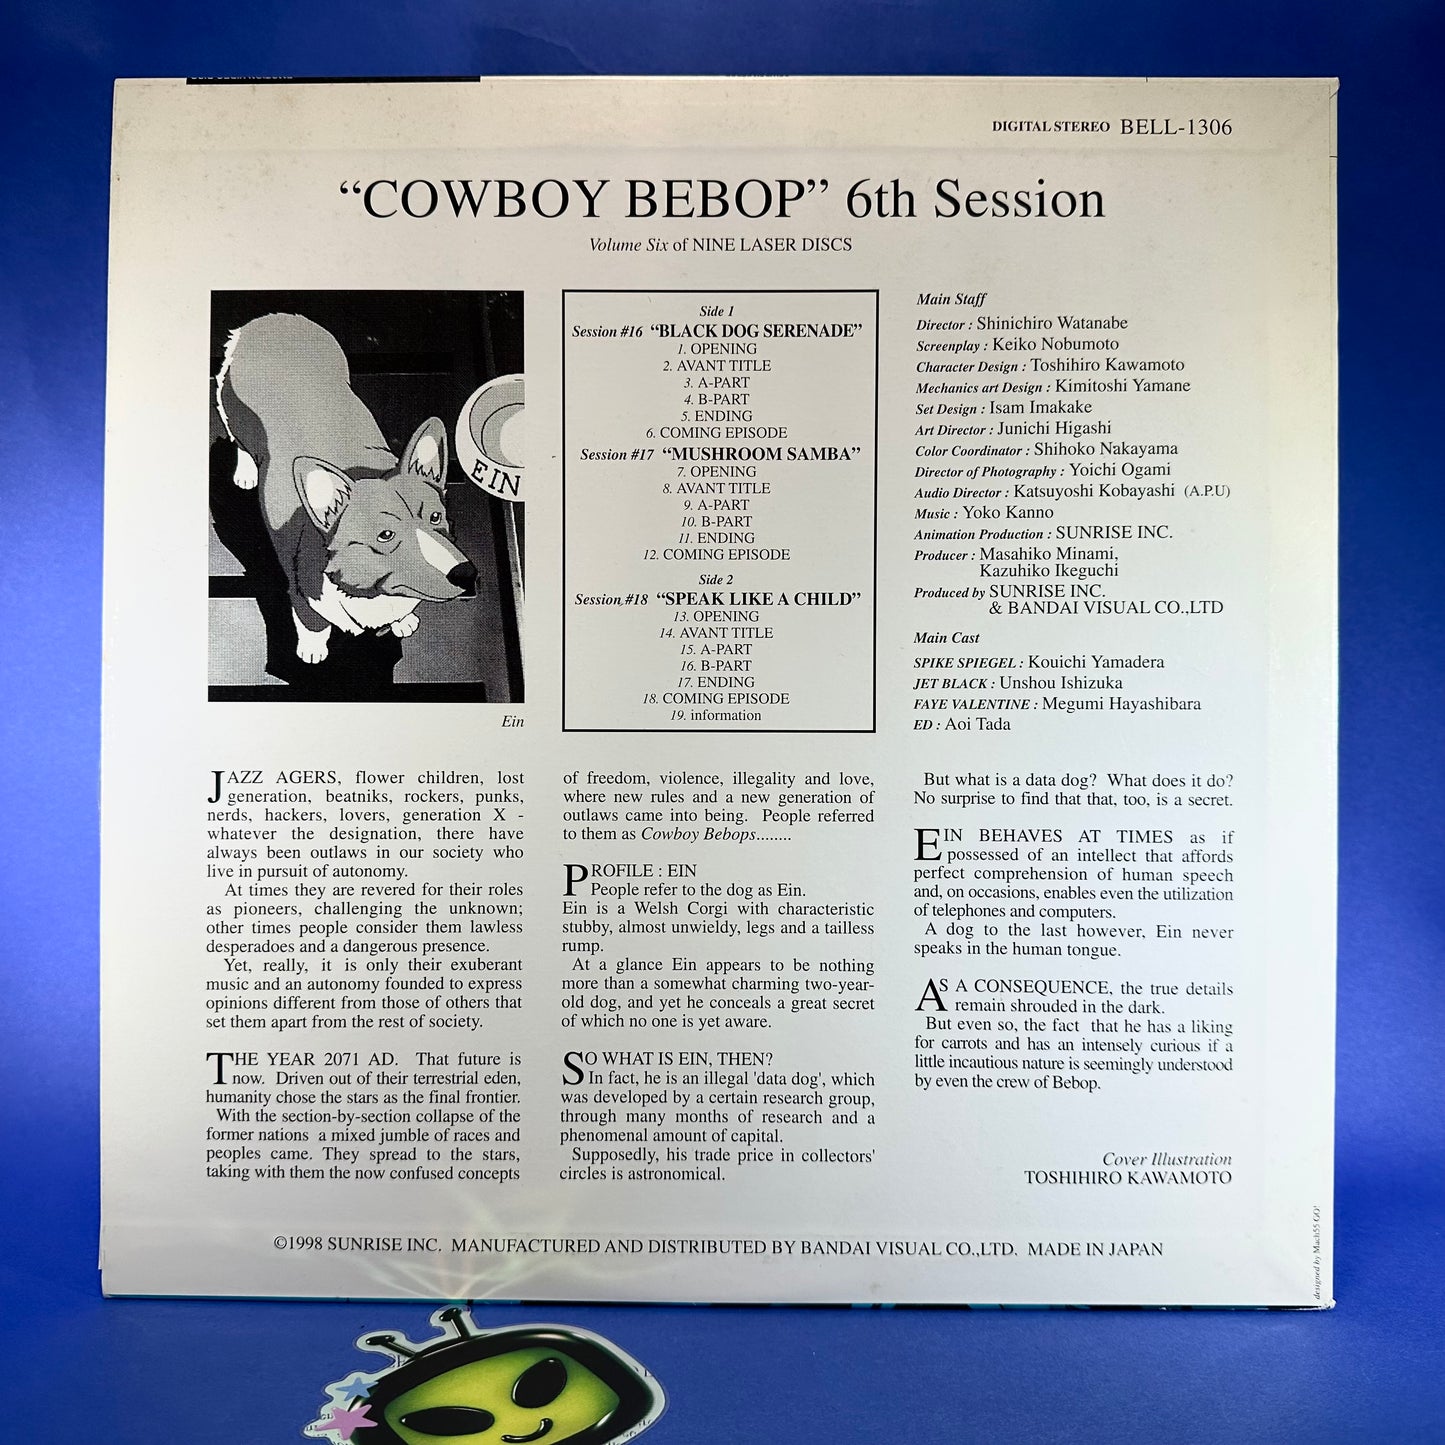 DIGITAL STEREO BELL-1306
“COWBOY BEBOP” 6th Session
Volume Six of NINE LASER DISCS
EIN
Ein
Side 1
Session #16 “BLACK DOG SERENADE”
1. OPENING
2. AVANT TITLE
3. A-PART
4. B-PART
5. ENDING
6. COMING EPISODE
Session #17 “MUSHROOM SAMBA”
7. OPENING
8. AVANT TITLE
9. A-PART
10. B-PART
11. ENDING
12. COMING EPISODE
Side 2
Session #18 “SPEAK LIKE A CHILD”
13. OPENING
14. AVANT TITLE
15. A-PART
16. B-PART
17. ENDING
18. COMING EPISODE
19. information
Main Staff
Director : Shinichiro Watanabe
Screenplay : Keiko Nobumoto
Character Design : Toshihiro Kawamoto
Mechanics art Design : Kimitoshi Yamane
Set Design : Isam Imakake
Art Director : Junichi Higashi
Color Coordinator : Shihoko Nakayama
Director of Photography : Yoichi Ogami
Audio Director : Katsuyoshi Kobayashi (A.P.U)
Music : Yoko Kanno
Animation Production : SUNRISE INC.
Producer : Masahiko Minami,
Kazuhiko Ikeguchi
Produced by SUNRISE INC.
& BANDAI VISUAL CO.,LTD
Main Cast
SPIKE SPIEGEL : Kouichi Yamadera
JET BLACK : Unshou Ishizuka
FAYE VALENTINE : Megumi Hayashibara
ED : Aoi Tada
JAZZ AGERS, flower children, lost
generation, beatniks, rockers, punks,
nerds, hackers, lovers, generation X -
whatever the designation, there have
always been outlaws in our society who
live in pursuit of autonomy.
At times they are revered for their roles
as pioneers, challenging the unknown;
other times people consider them lawless
desperadoes and a dangerous presence.
Yet, really, it is only their exuberant
music and an autonomy founded to express
opinions different from those of others that
set them apart from the rest of society.
THE YEAR 2071 AD. That future is
now. Driven out of their terrestrial eden,
humanity chose the stars as the final frontier.
With the section-by-section collapse of the
former nations a mixed jumble of races and
peoples came. They spread to the stars,
taking with them the now confused concepts
of freedom, violence, illegality and love,
where new rules and a new generation of
outlaws came into being. People referred
to them as Cowboy Bebops........
PROFILE : EIN
People refer to the dog as Ein.
Ein is a Welsh Corgi with characteristic
stubby, almost unwieldy, legs and a tailless
rump.
At a glance Ein appears to be nothing
more than a somewhat charming two-year-
old dog, and yet he conceals a great secret
of which no one is yet aware.
SO WHAT IS EIN, THEN?
In fact, he is an illegal 'data dog', which
was developed by a certain research group,
through many months of research and a
phenomenal amount of capital.
Supposedly, his trade price in collectors'
circles is astronomical.
But what is a data dog? What does it do?
No surprise to find that that, too, is a secret.
EIN BEHAVES AT TIMES as if
possessed of an intellect that affords
perfect comprehension of human speech
and, on occasions, enables even the utilization
of telephones and computers.
A dog to the last however, Ein never
speaks in the human tongue.
AS A CONSEQUENCE, the true details
remain shrouded in the dark.
But even so, the fact that he has a liking
for carrots and has an intensely curious if a
little incautious nature is seemingly understood
by even the crew of Bebop.
Cover Illustration
TOSHIHIRO KAWAMOTO
©1998 SUNRISE INC. MANUFACTURED AND DISTRIBUTED BY BANDAI VISUAL CO.,LTD. MADE IN JAPAN
designed by Mach55 GO!